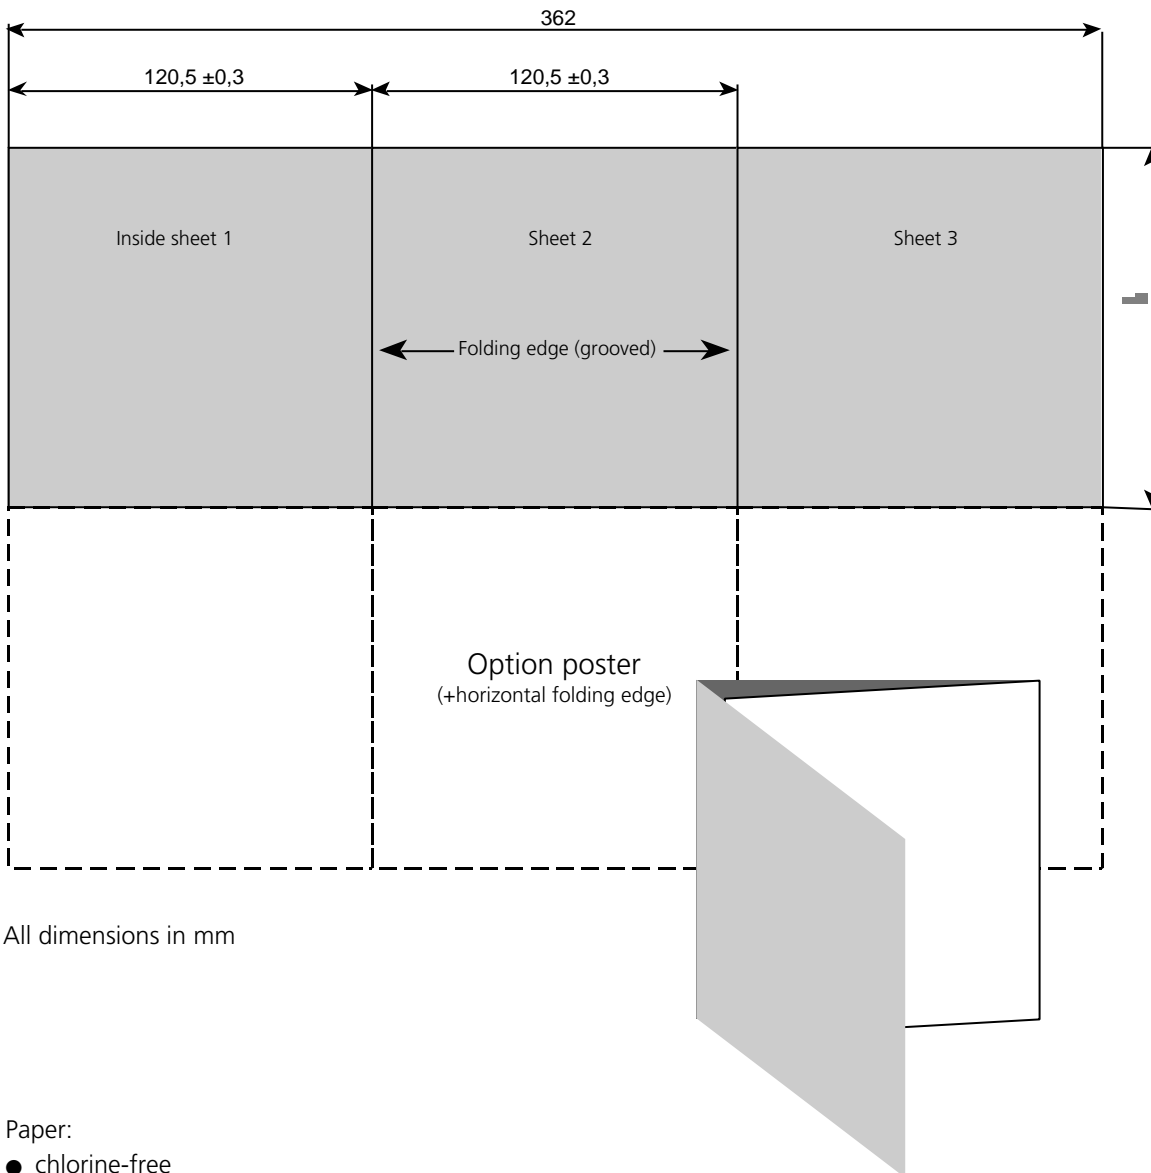 362
120,5 ±0,3 120,5 ±0,3
Inside sheet 1 Sheet 2 Sheet 3
Folding edge (grooved)
Option poster
(+horizontal folding edge)
All dimensions in mm
Paper:
● chlorine-free